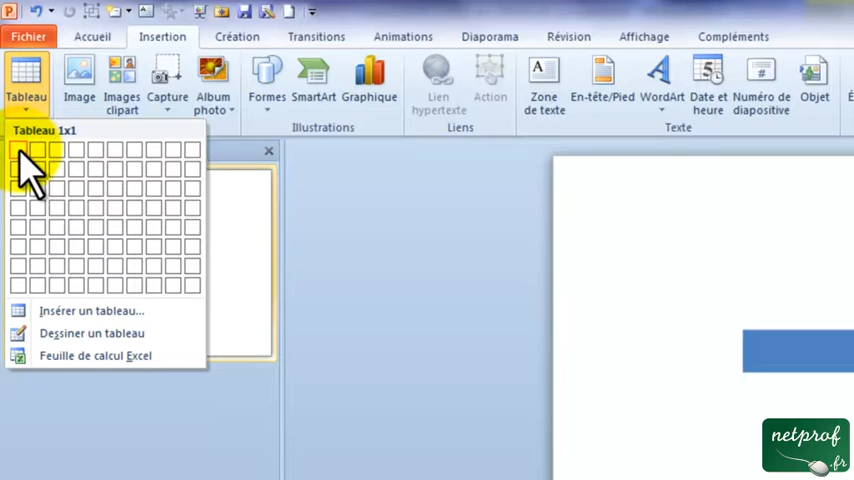 Fichier Accueil Insertion Création Transitions Animations Diaporama Révision Affichage Compléments
Tableau Image Images clipart Capture Album photo Formes SmartArt Graphique Lien hypertexte Action Zone de texte En-tête/Pied WordArt Date et heure Numéro de diapositive Objet
Illustrations Liens Texte
Tableau 1x1
Insérer un tableau...
Dessiner un tableau
Feuille de calcul Excel
netprof
.fr